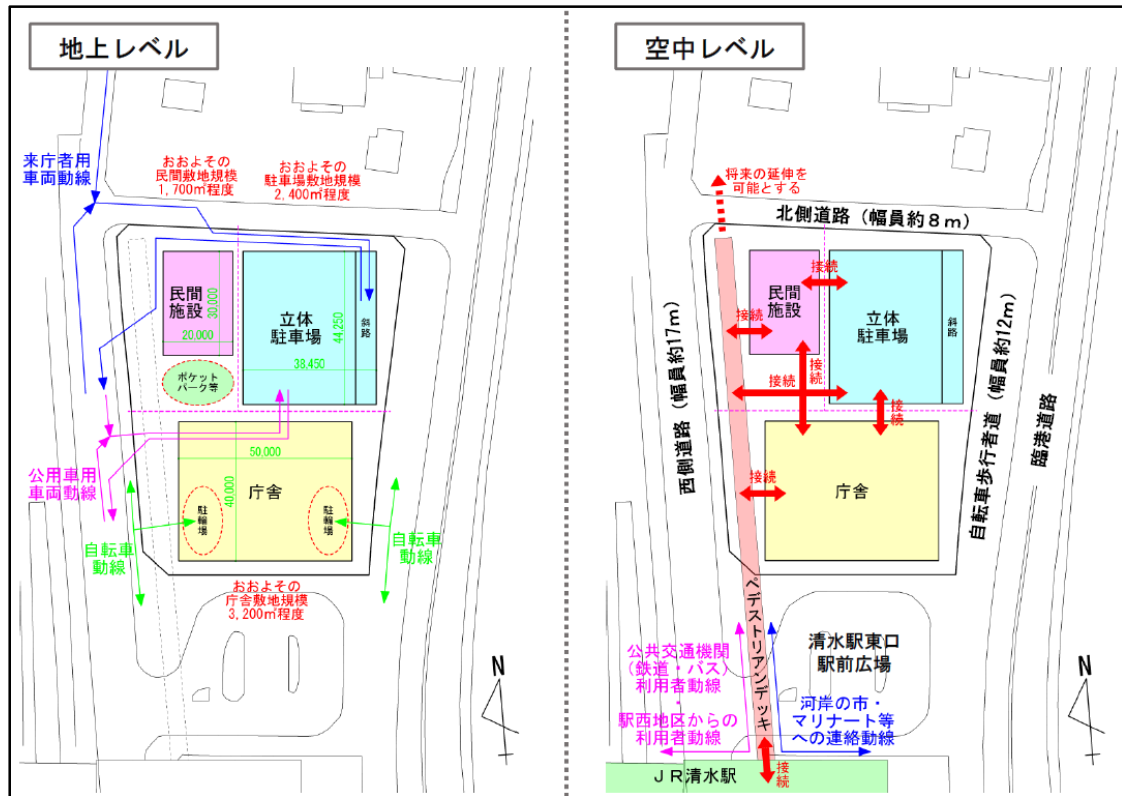 地上レベル
来庁者用
車両動線
おおよその
民間敷地規模
1,700㎡程度
おおよその
駐車場敷地規模
2,400㎡程度
民間
施設
30,000
20,000
立体
駐車場
44,250
38,450
斜路
ポケット
パーク等
公用車用
車両動線
50,000
40,000
庁舎
駐輪場
駐輪場
自転車
動線
自転車
動線
おおよその
庁舎敷地規模
3,200㎡程度
N
空中レベル
将来の延伸を
可能とする
北側道路（幅員約8m）
西側道路（幅員約17m）
自転車歩行者道（幅員約12m）
臨港道路
民間
施設
立体
駐車場
斜路
接続
接続
接続
接続
接続
接続
庁舎
ペデストリアンデッキ
清水駅東口
駅前広場
公共交通機関
（鉄道・バス）
利用者動線
・
駅西地区からの
利用者動線
河岸の市・
マリナート等
への連絡動線
N
JR清水駅
接続